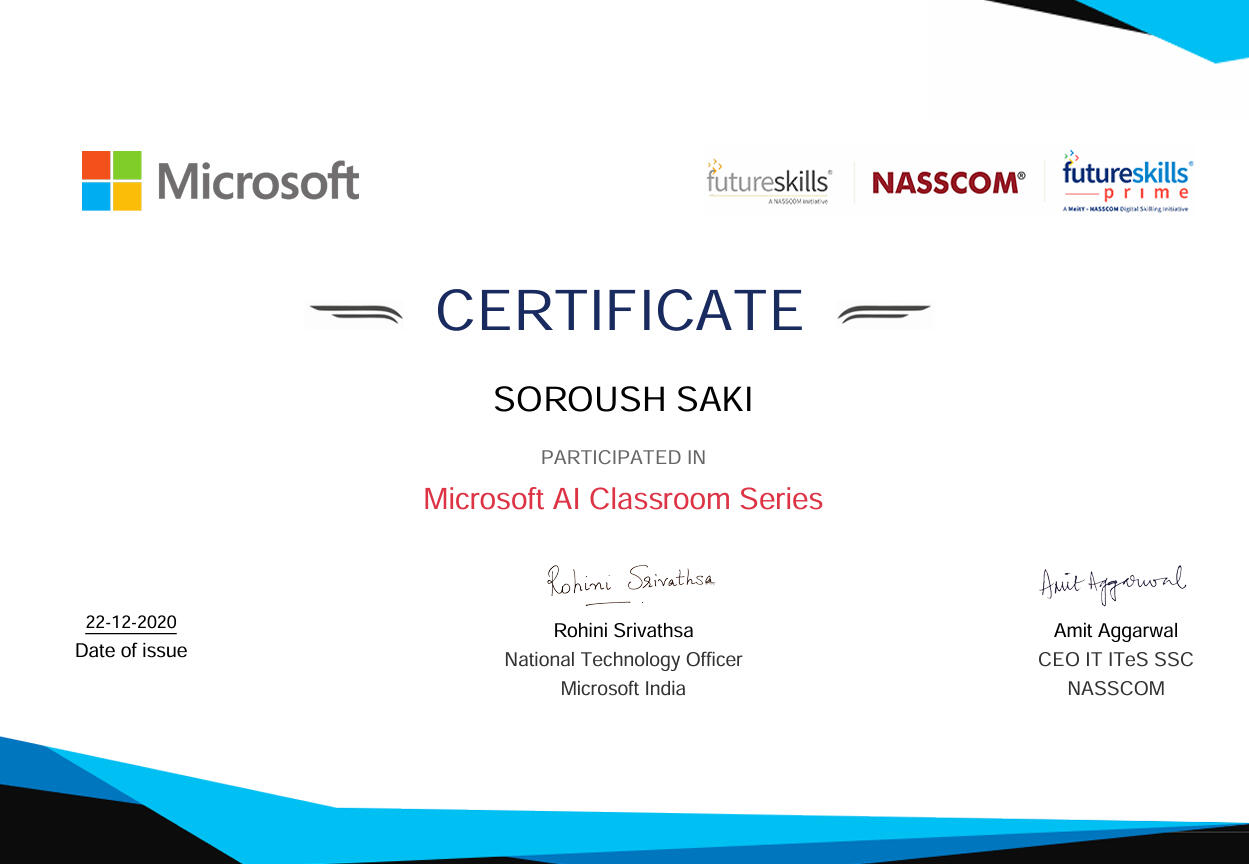 Microsoft
futureskills®
A NASSCOM Initiative
NASSCOM®
futureskills®
prime
A MeitY - NASSCOM Digital Skilling Initiative
CERTIFICATE
SOROUSH SAKI
PARTICIPATED IN
Microsoft AI Classroom Series
22-12-2020
Date of issue
Rohini Srivathsa
Rohini Srivathsa
National Technology Officer
Microsoft India
Amit Aggarwal
Amit Aggarwal
CEO IT ITeS SSC
NASSCOM